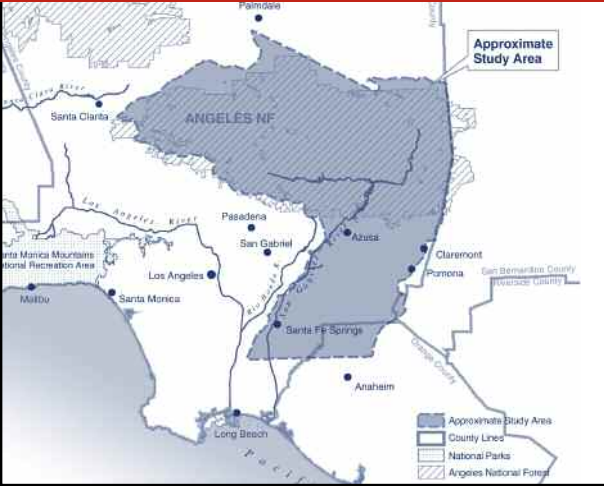 Palmdale
County
Approximate
Study Area
Santa Clara River
Santa Clarita
ANGELES NF
Los Angeles River
Pasadena
San Gabriel
Azusa
Claremont
Pomona
Santa Monica Mountains
National Recreation Area
Los Angeles
Rio Hondo R.
San Gabriel River
San Bernardino County
Riverside County
Malibu
Santa Monica
Santa Fe Springs
Orange County
Anaheim
Long Beach
Pacif
Approximate Study Area
County Lines
National Parks
Angeles National Forest